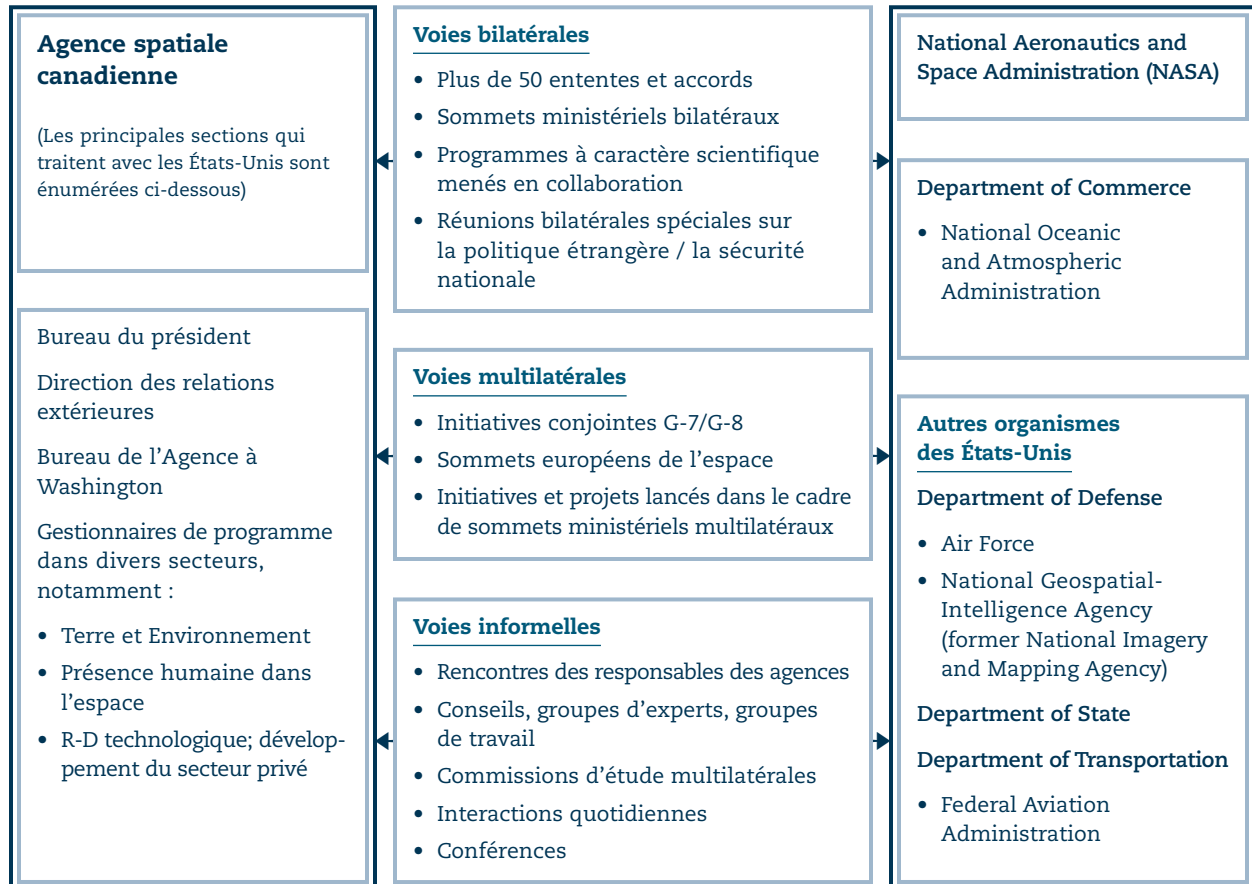 Agence spatiale
canadienne
(Les principales sections qui
traitent avec les États-Unis sont
énumérées ci-dessous)
Bureau du président
Direction des relations
extérieures
Bureau de l'Agence à
Washington
Gestionnaires de programme
dans divers secteurs,
notamment :
• Terre et Environnement
• Présence humaine dans
l'espace
• R-D technologique; dévelop-
pement du secteur privé
Voies bilatérales
• Plus de 50 ententes et accords
• Sommets ministériels bilatéraux
• Programmes à caractère scientifique
menés en collaboration
• Réunions bilatérales spéciales sur
la politique étrangère / la sécurité
nationale
Voies multilatérales
• Initiatives conjointes G-7/G-8
• Sommets européens de l'espace
• Initiatives et projets lancés dans le cadre
de sommets ministériels multilatéraux
Voies informelles
• Rencontres des responsables des agences
• Conseils, groupes d'experts, groupes
de travail
• Commissions d'étude multilatérales
• Interactions quotidiennes
• Conférences
National Aeronautics and
Space Administration (NASA)
Department of Commerce
• National Oceanic
and Atmospheric
Administration
Autres organismes
des États-Unis
Department of Defense
• Air Force
• National Geospatial-
Intelligence Agency
(former National Imagery
and Mapping Agency)
Department of State
Department of Transportation
• Federal Aviation
Administration